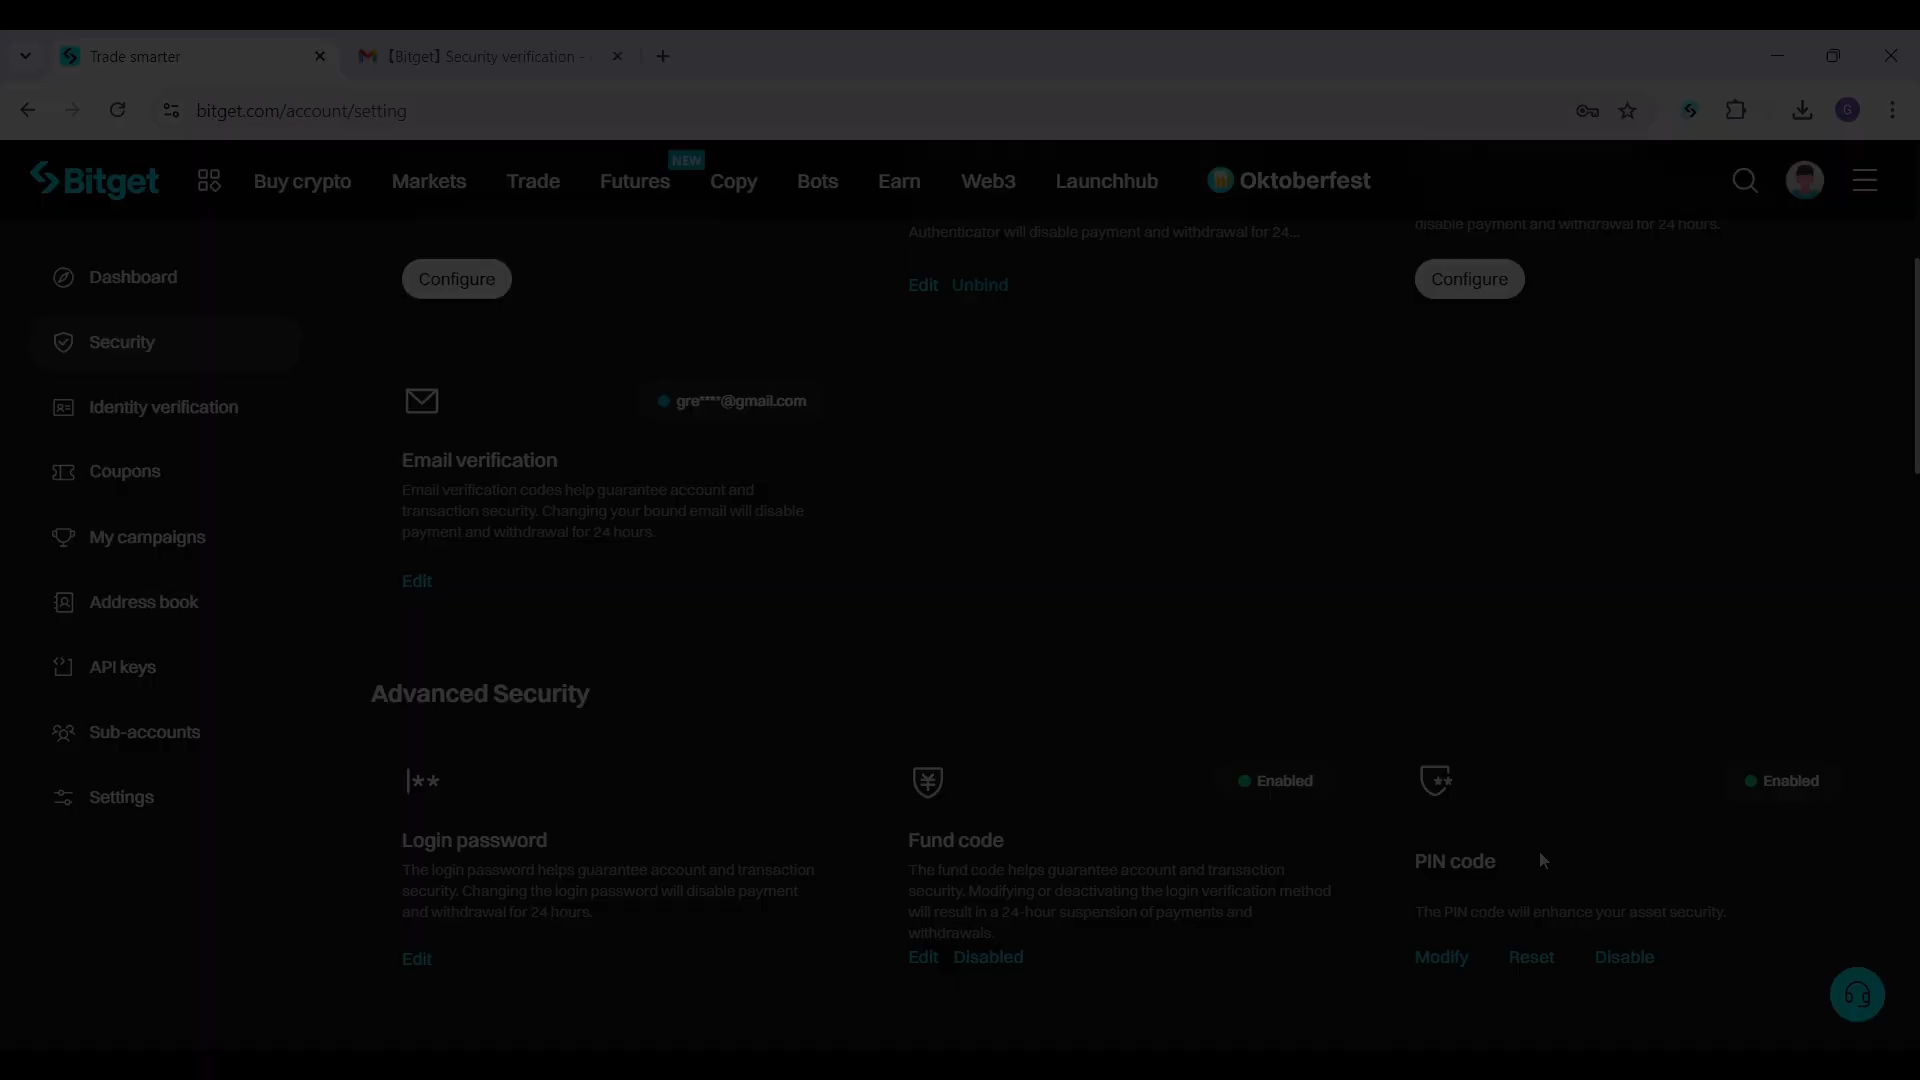 Trade smarter
【Bitget】 Security verification -
bitget.com/account/setting
G
Bitget
Buy crypto
Markets
Trade
Futures
NEW
Copy
Bots
Earn
Web3
Launchhub
Oktoberfest
Authenticator will disable payment and withdrawal for 24...
disable payment and withdrawal for 24 hours.
Configure
Edit
Unbind
Configure
Dashboard
Security
Identity verification
Coupons
My campaigns
Address book
API keys
Sub-accounts
Settings
gre****@gmail.com
Email verification
Email verification codes help guarantee account and
transaction security. Changing your bound email will disable
payment and withdrawal for 24 hours.
Edit
Advanced Security
Login password
The login password helps guarantee account and transaction
security. Changing the login password will disable payment
and withdrawal for 24 hours.
Edit
Enabled
Fund code
The fund code helps guarantee account and transaction
security. Modifying or deactivating the login verification method
will result in a 24-hour suspension of payments and
withdrawals.
Edit
Disabled
Enabled
PIN code
The PIN code will enhance your asset security.
Modify
Reset
Disable